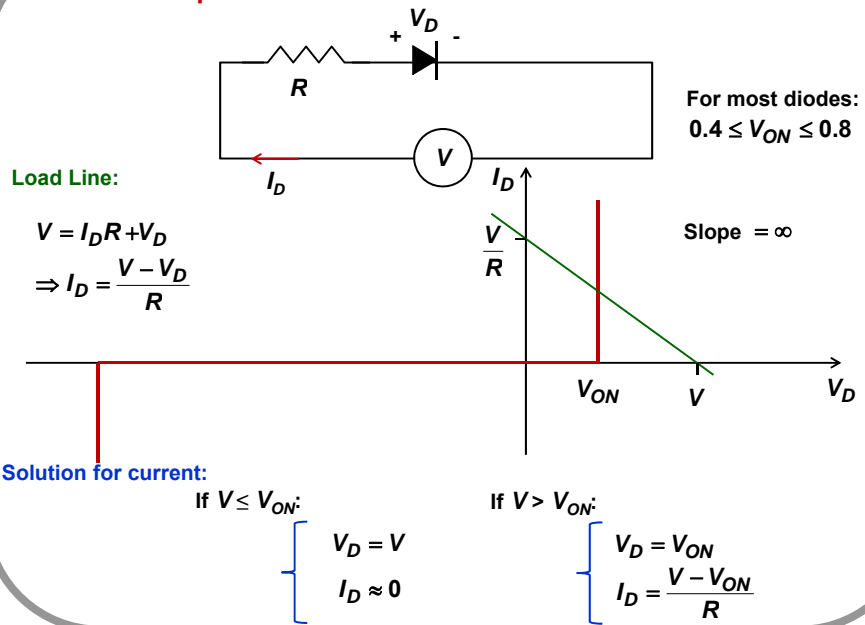 V_D
+ -
R
For most diodes:
0.4 ≤ V_ON ≤ 0.8
V
I_D
Load Line:
I_D
V = I_D R + V_D
⇒ I_D = (V − V_D) / R
V/R
Slope = ∞
V_ON
V
V_D
Solution for current:
If V ≤ V_ON:
V_D = V
I_D ≈ 0
If V > V_ON:
V_D = V_ON
I_D = (V − V_ON) / R